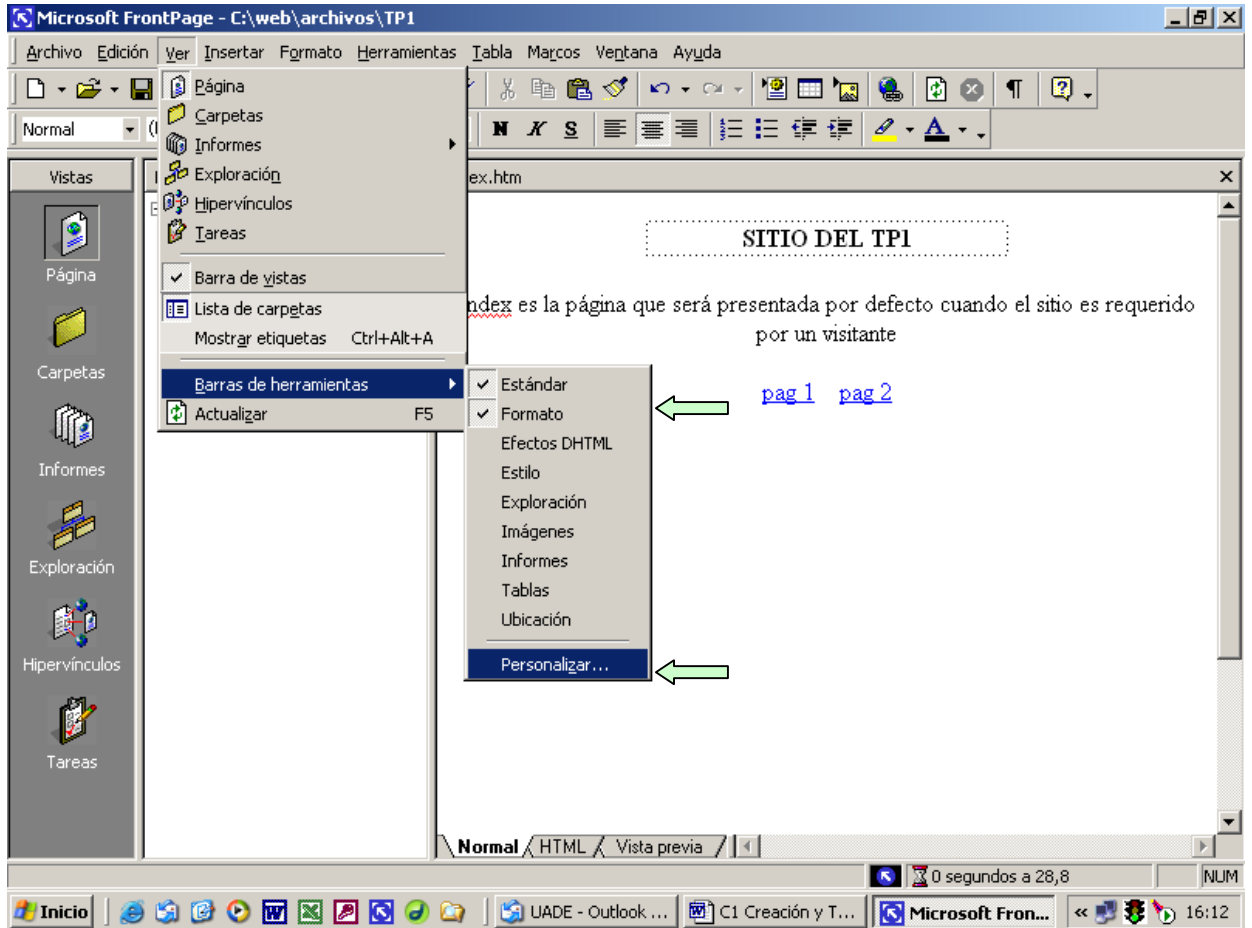 Microsoft FrontPage - C:\web\archivos\TP1
Archivo Edición Ver Insertar Formato Herramientas Tabla Marcos Ventana Ayuda
Normal
N K S A
Vistas
ex.htm
Página
Carpetas
Informes
Exploración
Hipervínculos
Tareas
Página
Carpetas
Informes
Exploración
Hipervínculos
Tareas
Barra de vistas
Lista de carpetas
Mostrar etiquetas Ctrl+Alt+A
Barras de herramientas
Actualizar F5
Estándar
Formato
Efectos DHTML
Estilo
Exploración
Imágenes
Informes
Tablas
Ubicación
Personalizar...
SITIO DEL TP1
ndex es la página que será presentada por defecto cuando el sitio es requerido
por un visitante
pag 1 pag 2
Normal HTML Vista previa
0 segundos a 28,8 NUM
Inicio UADE - Outlook ... C1 Creación y T... Microsoft Fron... 16:12